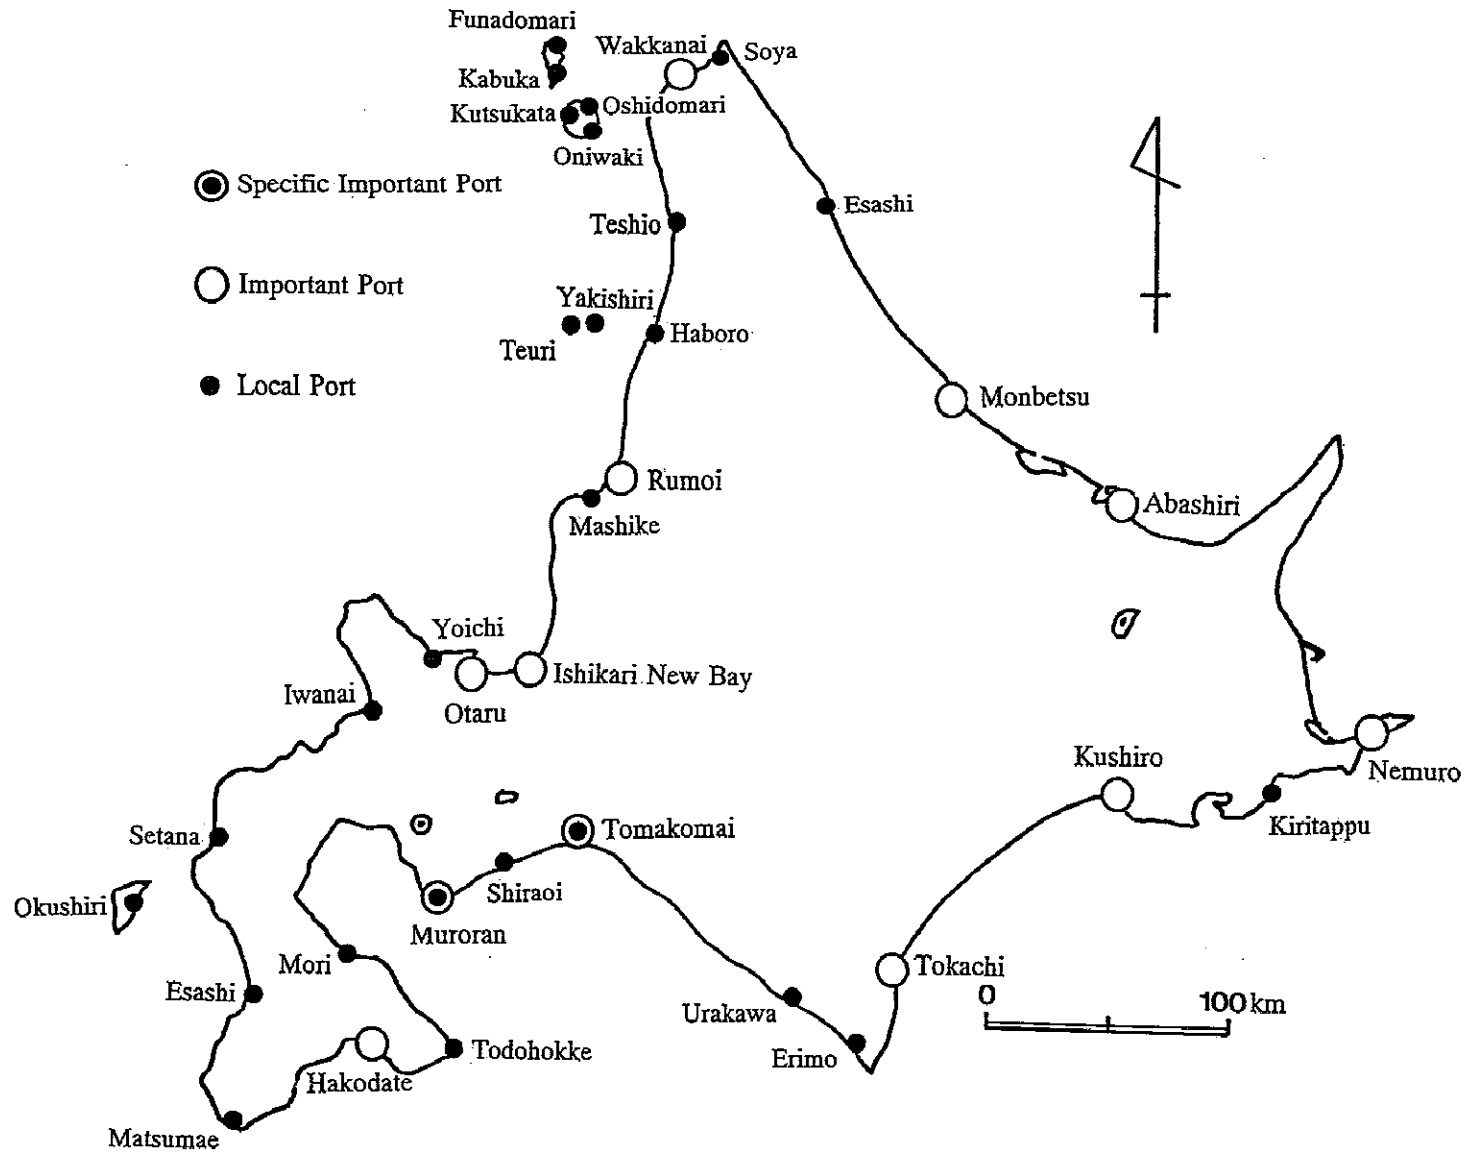 Funadomari
Wakkanai
Soya
Kabuka
Kutsukata
Oshidomari
Oniwaki
Specific Important Port
Esashi
Teshio
Important Port
Yakishiri
Haboro
Teuri
Local Port
Monbetsu
Rumoi
Abashiri
Mashike
Yoichi
Ishikari New Bay
Iwanai
Otaru
Kushiro
Nemuro
Setana
Tomakomai
Kiritappu
Shiraoi
Okushiri
Muroran
Mori
Tokachi
Esashi
0
100km
Urakawa
Todohokke
Erimo
Hakodate
Matsumae